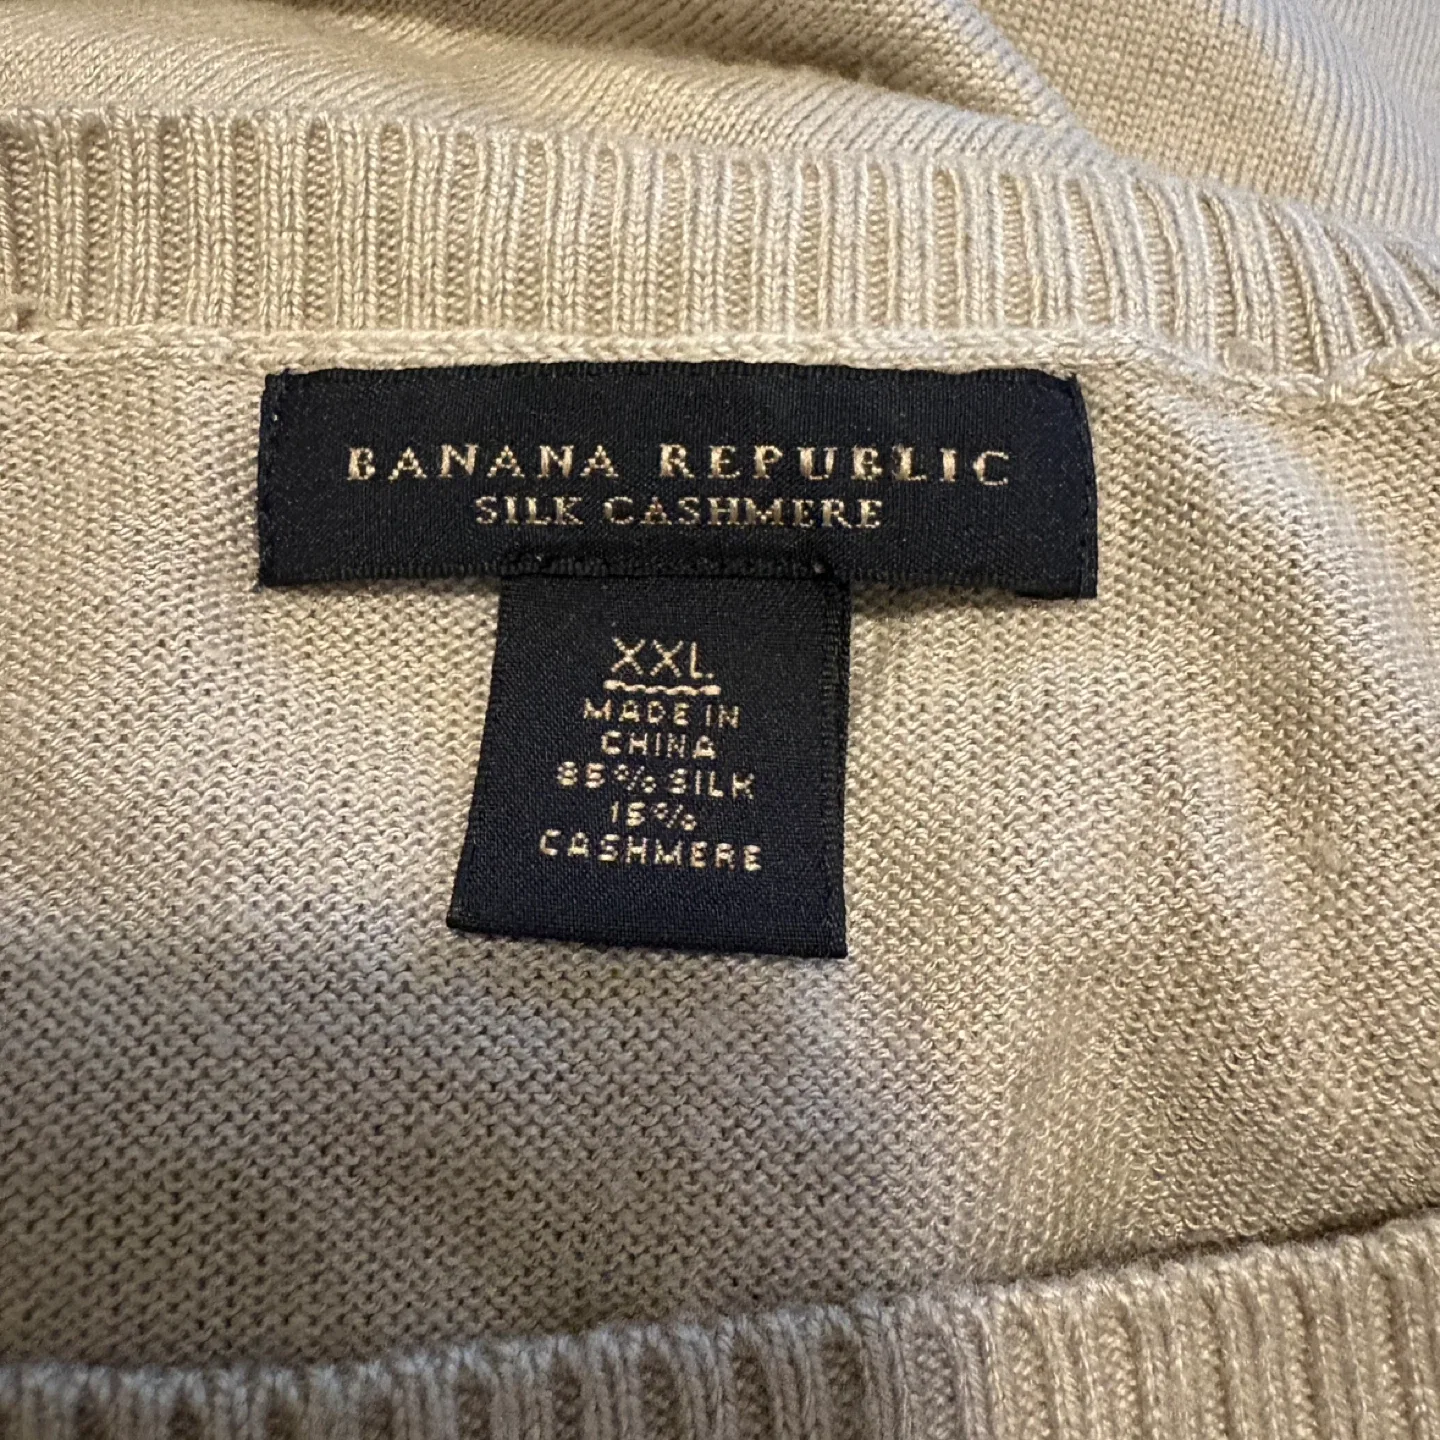 BANANA REPUBLIC
SILK CASHMERE
XXL
MADE IN
CHINA
85% SILK
15%
CASHMERE